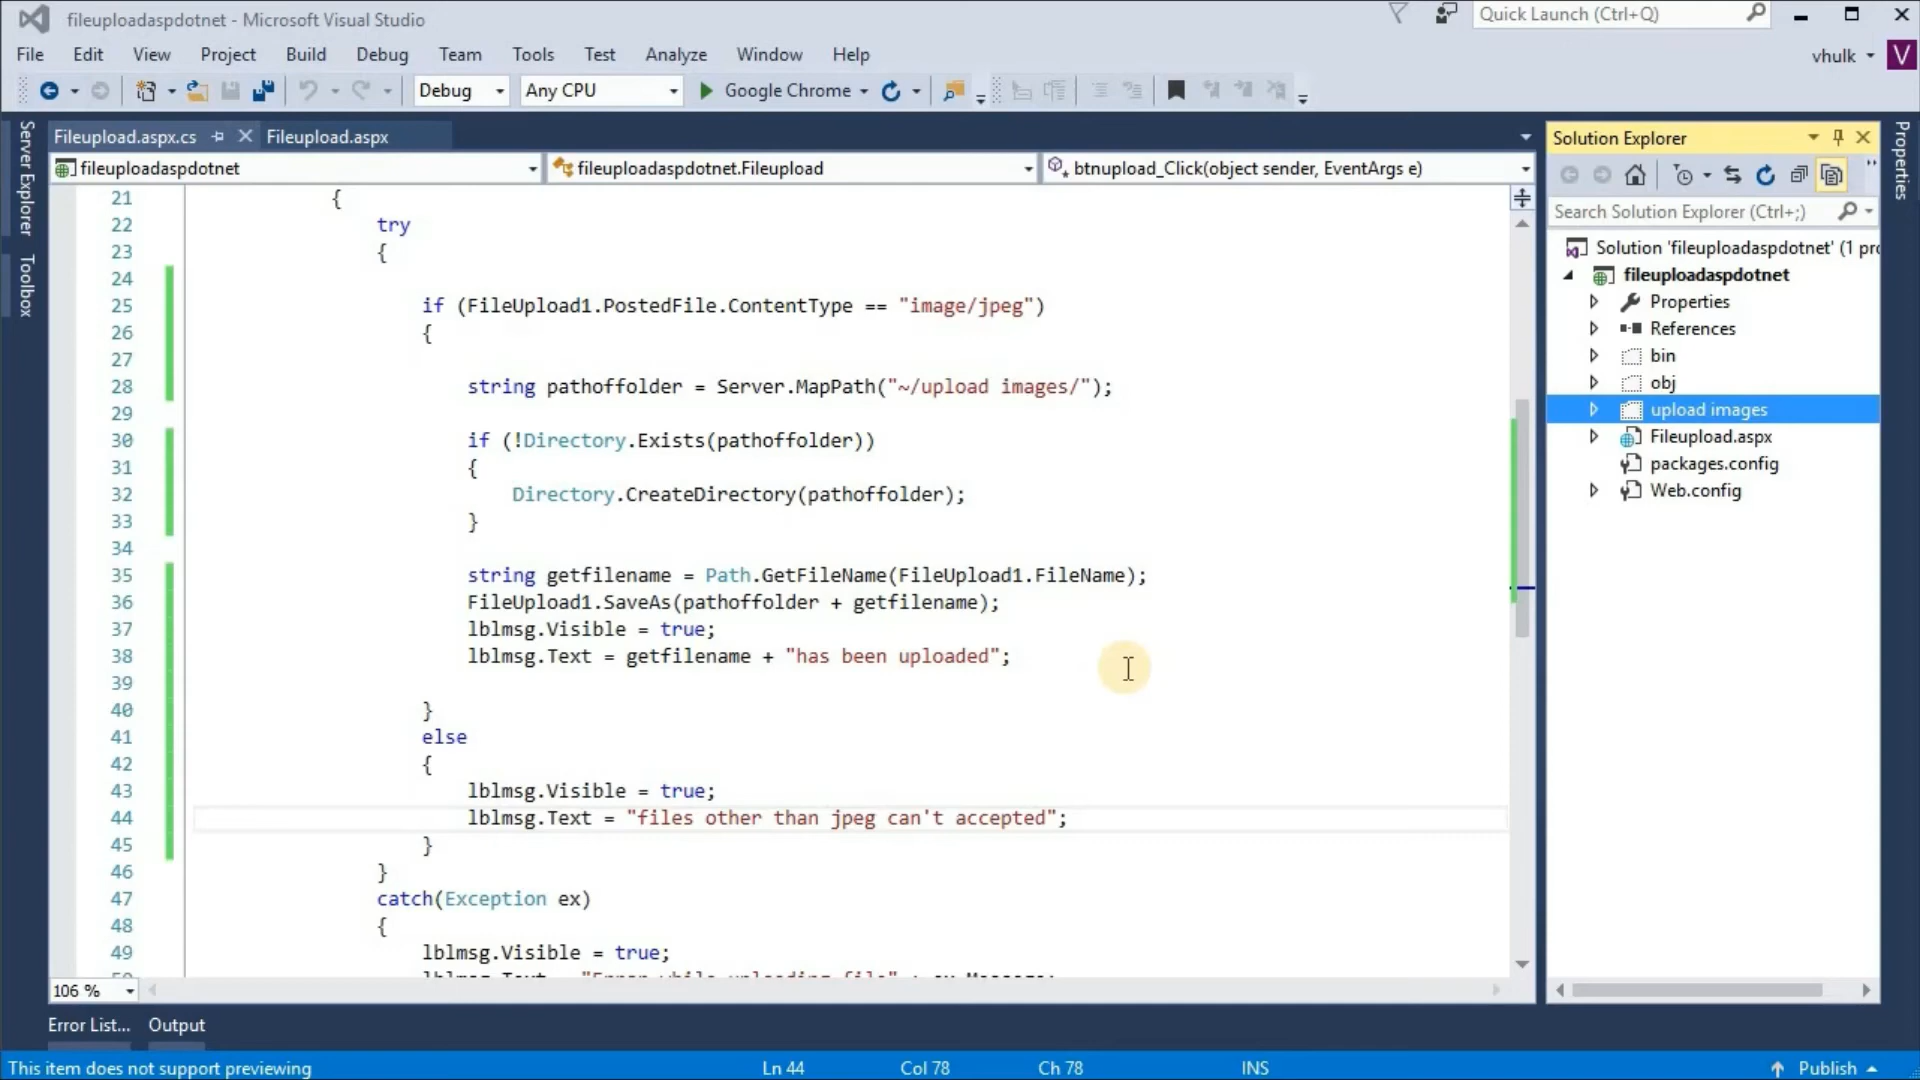 fileuploadaspdotnet - Microsoft Visual Studio
Quick Launch (Ctrl+Q)
File Edit View Project Build Debug Team Tools Test Analyze Window Help
vhulk
V
Debug Any CPU Google Chrome
Server Explorer
Toolbox
Fileupload.aspx.cs Fileupload.aspx
fileuploadaspdotnet fileuploadaspdotnet.Fileupload btnupload_Click(object sender, EventArgs e)
21 {
22 try
23 {
24
25 if (FileUpload1.PostedFile.ContentType == "image/jpeg")
26 {
27
28 string pathoffolder = Server.MapPath("~/upload images/");
29
30 if (!Directory.Exists(pathoffolder))
31 {
32 Directory.CreateDirectory(pathoffolder);
33 }
34
35 string getfilename = Path.GetFileName(FileUpload1.FileName);
36 FileUpload1.SaveAs(pathoffolder + getfilename);
37 lblmsg.Visible = true;
38 lblmsg.Text = getfilename + "has been uploaded";
39
40 }
41 else
42 {
43 lblmsg.Visible = true;
44 lblmsg.Text = "files other than jpeg can't accepted";
45 }
46 }
47 catch(Exception ex)
48 {
49 lblmsg.Visible = true;
106 %
Solution Explorer
Search Solution Explorer (Ctrl+;)
Solution 'fileuploadaspdotnet' (1 pro
fileuploadaspdotnet
Properties
References
bin
obj
upload images
Fileupload.aspx
packages.config
Web.config
Properties
Error List... Output
This item does not support previewing Ln 44 Col 78 Ch 78 INS Publish